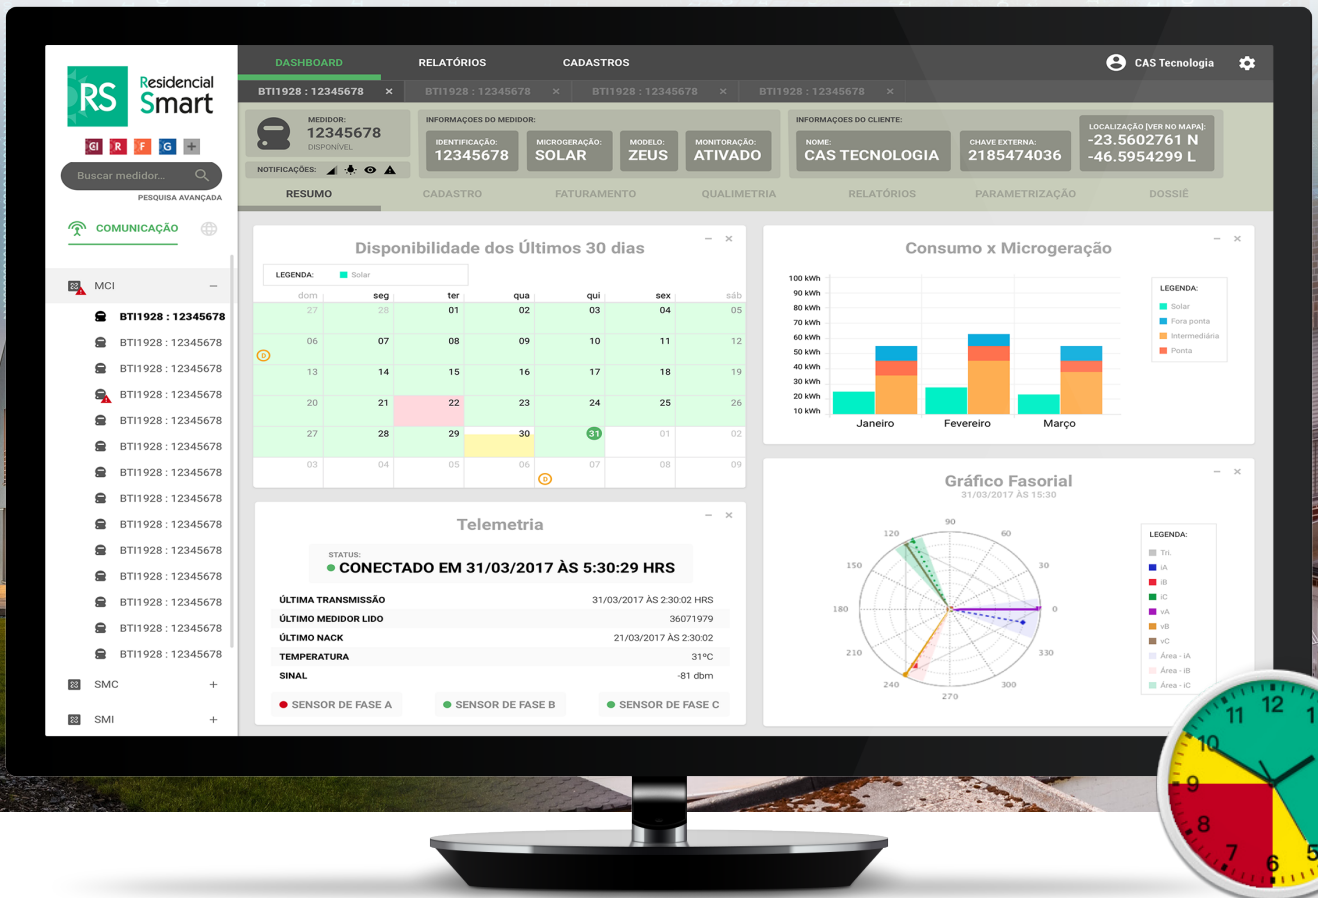 RS
Residencial
Smart
CI R F G +
Buscar medidor...
PESQUISA AVANÇADA
COMUNICAÇÃO
MCI
BTI1928 : 12345678
BTI1928 : 12345678
BTI1928 : 12345678
BTI1928 : 12345678
BTI1928 : 12345678
BTI1928 : 12345678
BTI1928 : 12345678
BTI1928 : 12345678
BTI1928 : 12345678
BTI1928 : 12345678
BTI1928 : 12345678
BTI1928 : 12345678
BTI1928 : 12345678
BTI1928 : 12345678
SMC +
SMI +
DASHBOARD RELATÓRIOS CADASTROS
CAS Tecnologia
BTI1928 : 12345678 × BTI1928 : 12345678 × BTI1928 : 12345678 × BTI1928 : 12345678 ×
MEDIDOR:
12345678
DISPONÍVEL
NOTIFICAÇÕES:
INFORMAÇOES DO MEDIDOR:
IDENTIFICAÇÃO:
12345678
MICROGERAÇÃO:
SOLAR
MODELO:
ZEUS
MONITORAÇÃO:
ATIVADO
INFORMAÇOES DO CLIENTE:
NOME:
CAS TECNOLOGIA
CHAVE EXTERNA:
2185474036
LOCALIZAÇÃO [VER NO MAPA]:
-23.5602761 N
-46.5954299 L
RESUMO CADASTRO FATURAMENTO QUALIMETRIA RELATÓRIOS PARAMETRIZAÇÃO DOSSIÊ
Disponibilidade dos Últimos 30 dias
LEGENDA: Solar
dom seg ter qua qui sex sáb
27 28 01 02 03 04 05
06 07 08 09 10 11 12
D
13 14 15 16 17 18 19
20 21 22 23 24 25 26
27 28 29 30 31 01 02
03 04 05 06 07 08 09
D
Telemetria
STATUS:
CONECTADO EM 31/03/2017 ÀS 5:30:29 HRS
ÚLTIMA TRANSMISSÃO 31/03/2017 ÀS 2:30:02 HRS
ÚLTIMO MEDIDOR LIDO 36071979
ÚLTIMO NACK 21/03/2017 ÀS 2:30:02
TEMPERATURA 31ºC
SINAL -81 dbm
SENSOR DE FASE A SENSOR DE FASE B SENSOR DE FASE C
Consumo x Microgeração
100 kWh
90 kWh
80 kWh
70 kWh
60 kWh
50 kWh
40 kWh
30 kWh
20 kWh
10 kWh
Janeiro Fevereiro Março
LEGENDA:
Solar
Fora ponta
Intermediária
Ponta
Gráfico Fasorial
31/03/2017 ÀS 15:30
90
120 60
150 30
180 0
210 330
240 300
270
LEGENDA:
Tri.
iA
iB
iC
vA
vB
vC
Área - iA
Área - iB
Área - iC
11 12 1
10
9
8
7 6 5